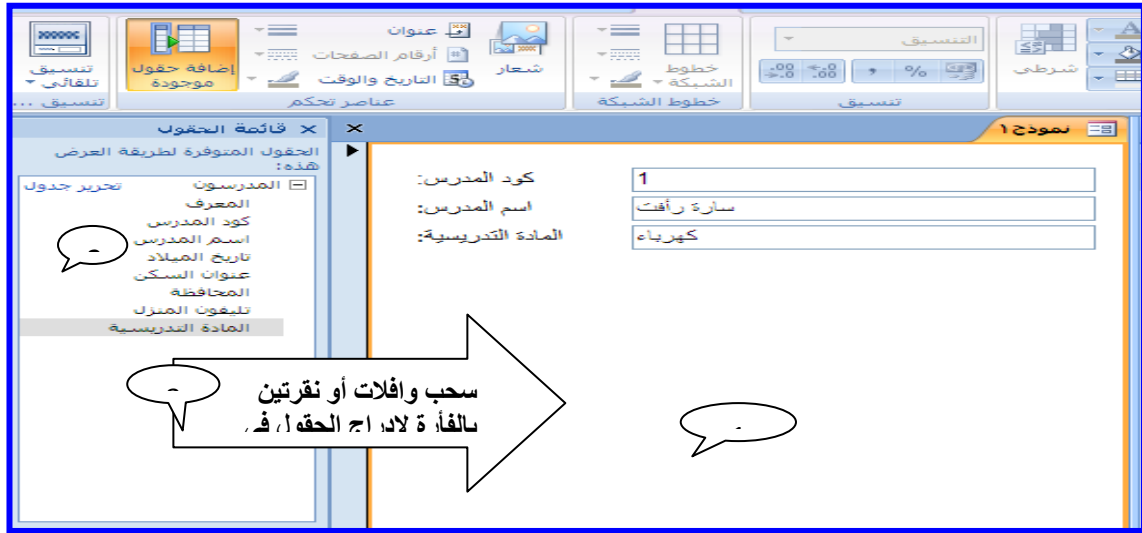 التنسيق
شرطي
% ,
.00 .0
تنسيق
خطوط الشبكة
خطوط الشبكة
شعار
عنوان
أرقام الصفحات
التاريخ والوقت
عناصر تحكم
إضافة حقول موجودة
تنسيق تلقائي
تنسيق ...
نموذج١
كود المدرس:
1
اسم المدرس:
سارة رأفت
المادة التدريسية:
كهرباء
قائمة الحقول
الحقول المتوفرة لطريقة العرض
هذه:
المدرسون تحرير جدول
المعرف
كود المدرس
اسم المدرس
تاريخ الميلاد
عنوان السكن
المحافظة
تليفون المنزل
المادة التدريسية
سحب وافلات أو نقرتين
بالفأرة لادراج الحقول في